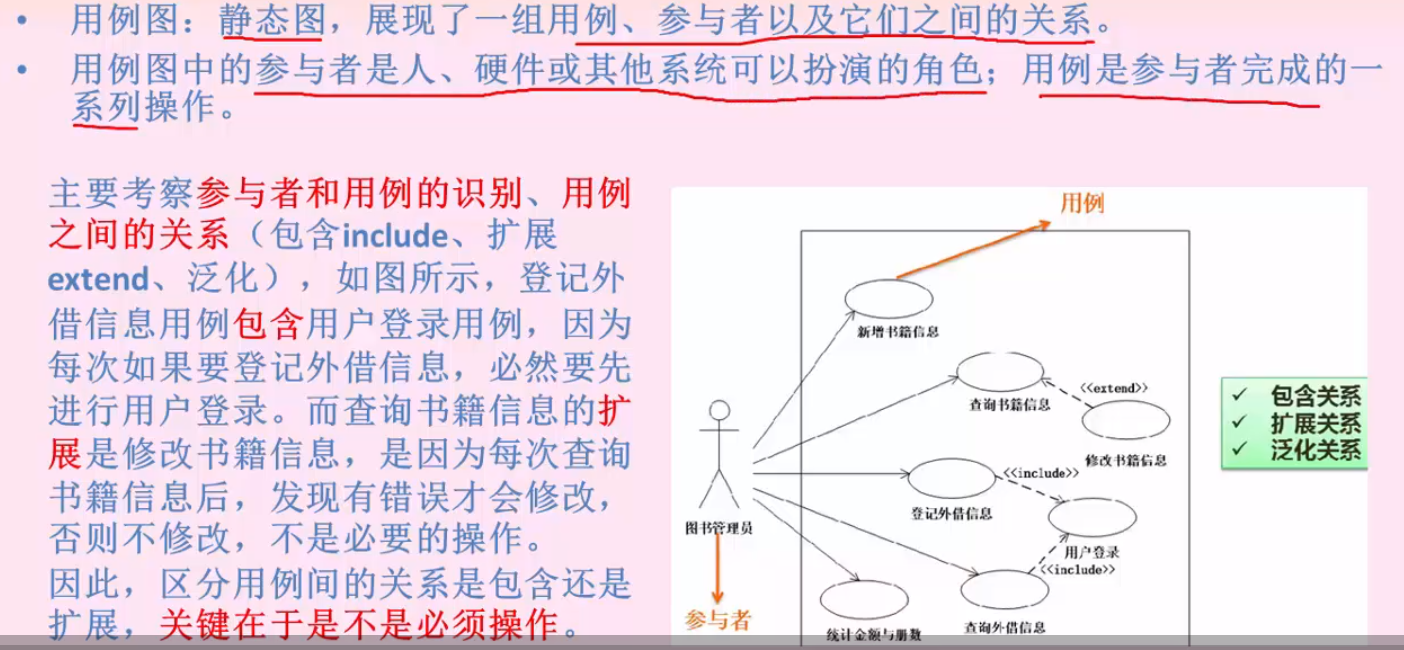 • 用例图：静态图，展现了一组用例、参与者以及它们之间的关系。
• 用例图中的参与者是人、硬件或其他系统可以扮演的角色；用例是参与者完成的一
系列操作。
主要考察参与者和用例的识别、用例
之间的关系（包含include、扩展
extend、泛化），如图所示，登记外
借信息用例包含用户登录用例，因为
每次如果要登记外借信息，必然要先
进行用户登录。而查询书籍信息的扩
展是修改书籍信息，是因为每次查询
书籍信息后，发现有错误才会修改，
否则不修改，不是必要的操作。
因此，区分用例间的关系是包含还是
扩展，关键在于是不是必须操作。
用例
新增书籍信息
<<extend>>
查询书籍信息
修改书籍信息
<<include>>
登记外借信息
图书管理员
用户登录
<<include>>
参与者
统计金额与册数
查询外借信息
✓ 包含关系
✓ 扩展关系
✓ 泛化关系